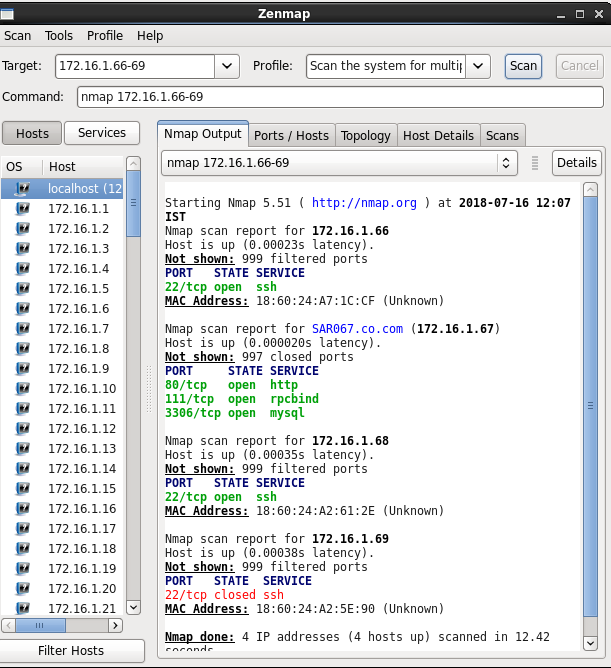 Zenmap
Scan Tools Profile Help
Target: 172.16.1.66-69 Profile: Scan the system for multip Scan Cancel
Command: nmap 172.16.1.66-69
Hosts Services
OS Host
localhost (12
172.16.1.1
172.16.1.2
172.16.1.3
172.16.1.4
172.16.1.5
172.16.1.6
172.16.1.7
172.16.1.8
172.16.1.9
172.16.1.10
172.16.1.11
172.16.1.12
172.16.1.13
172.16.1.14
172.16.1.15
172.16.1.16
172.16.1.17
172.16.1.18
172.16.1.19
172.16.1.20
172.16.1.21
Filter Hosts
Nmap Output Ports / Hosts Topology Host Details Scans
nmap 172.16.1.66-69 Details
Starting Nmap 5.51 ( http://nmap.org ) at 2018-07-16 12:07
IST
Nmap scan report for 172.16.1.66
Host is up (0.00023s latency).
Not shown: 999 filtered ports
PORT STATE SERVICE
22/tcp open ssh
MAC Address: 18:60:24:A7:1C:CF (Unknown)
Nmap scan report for SAR067.co.com (172.16.1.67)
Host is up (0.000020s latency).
Not shown: 997 closed ports
PORT STATE SERVICE
80/tcp open http
111/tcp open rpcbind
3306/tcp open mysql
Nmap scan report for 172.16.1.68
Host is up (0.00035s latency).
Not shown: 999 filtered ports
PORT STATE SERVICE
22/tcp open ssh
MAC Address: 18:60:24:A2:61:2E (Unknown)
Nmap scan report for 172.16.1.69
Host is up (0.00038s latency).
Not shown: 999 filtered ports
PORT STATE SERVICE
22/tcp closed ssh
MAC Address: 18:60:24:A2:5E:90 (Unknown)
Nmap done: 4 IP addresses (4 hosts up) scanned in 12.42
seconds